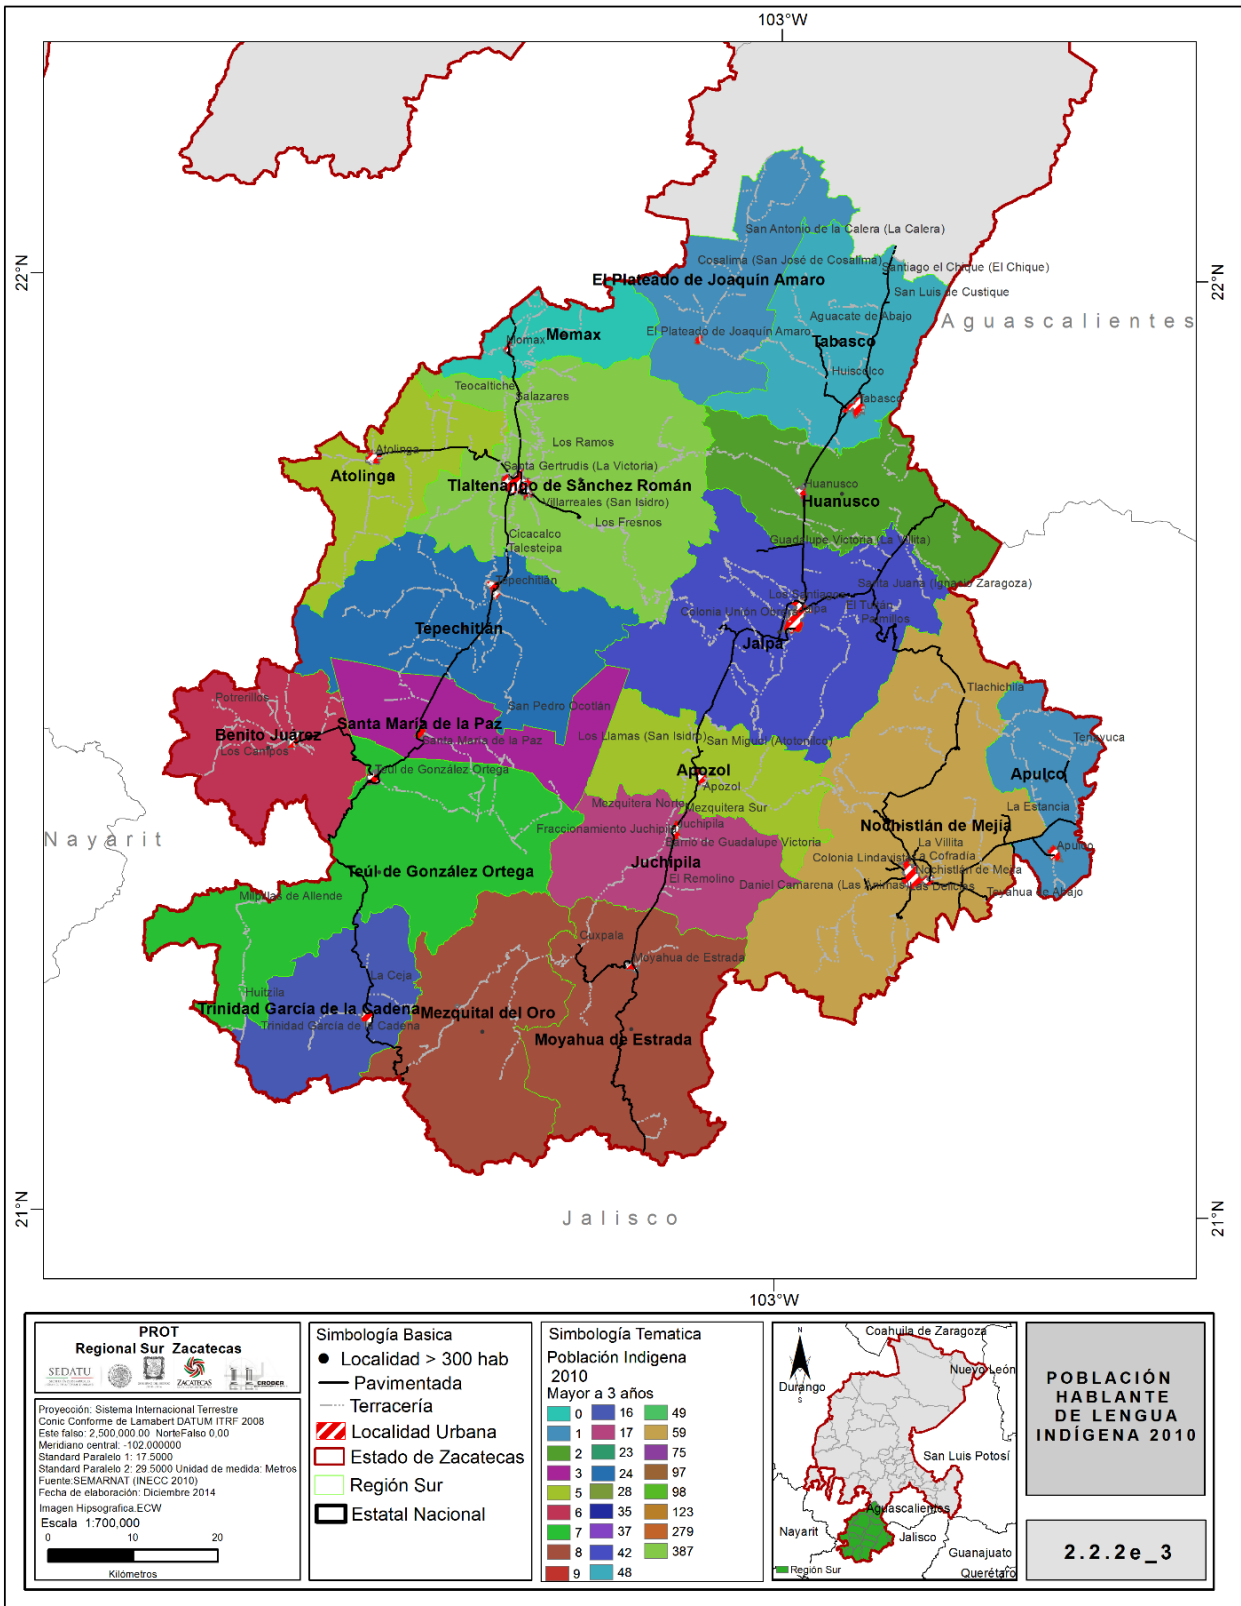 103°W
22°N
22°N
San Antonio de la Calera (La Calera)
Cosalima (San José de Cosalima)
Santiago el Chique (El Chique)
El Plateado de Joaquín Amaro
San Luis de Custique
Aguascalientes
Aguacate de Abajo
El Plateado de Joaquín Amaro
Momax
Momax
Tabasco
Huiscolco
Teocaltiche
Salazares
Tabasco
Los Ramos
Atolinga
Santa Gertrudis (La Victoria)
Atolinga
Tlaltenango de Sánchez Román
Huanusco
Villarreales (San Isidro)
Huanusco
Los Fresnos
Cicacalco
Talesteipa
Guadalupe Victoria (La Villita)
Tepechitlán
Santa Juana (Ignacio Zaragoza)
Los Santiagos
Colonia Unión Obrera
Jalpa
El Tuitán
Palmillos
Tepechitlán
Jalpa
Tlachichila
Potrerillos
San Pedro Ocotlán
Santa María de la Paz
Benito Juárez
Los Campos
Santa María de la Paz
Los Llamas (San Isidro)
San Miguel (Atotonilco)
Tenayuca
Teúl de González Ortega
Apozol
Apozol
Apulco
Mezquitera Norte
Mezquitera Sur
La Estancia
Nayarit
Fraccionamiento Juchipila
Juchipila
Nochistlán de Mejía
Barrio de Guadalupe Victoria
La Villita
Apulco
Juchipila
Colonia Lindavista
La Cofradía
Teúl de González Ortega
El Remolino
Nochistlán de Mejía
Daniel Camarena (Las Ánimas)
Las Delicias
Teyahua de Abajo
Milpillas de Allende
Cuxpala
Moyahua de Estrada
La Ceja
Huitzila
Trinidad García de la Cadena
Mezquital del Oro
Trinidad García de la Cadena
Moyahua de Estrada
21°N
21°N
Jalisco
103°W
PROT
Regional Sur Zacatecas
SEDATU
ZACATECAS
CRODER
Proyección: Sistema Internacional Terrestre
Conic Conforme de Lamabert DATUM ITRF 2008
Este falso: 2,500,000.00 NorteFalso 0.00
Meridiano central: -102.000000
Standard Paralelo 1: 17.5000
Standard Paralelo 2: 29.5000 Unidad de medida: Metros
Fuente:SEMARNAT (INECC 2010)
Fecha de elaboración: Diciembre 2014
Imagen Hipsografica.ECW
Escala 1:700,000
0 10 20
Kilómetros
Simbología Basica
Localidad > 300 hab
Pavimentada
Terracería
Localidad Urbana
Estado de Zacatecas
Región Sur
Estatal Nacional
Simbología Tematica
Población Indigena
2010
Mayor a 3 años
0 16 49
1 17 59
2 23 75
3 24 97
5 28 98
6 35 123
7 37 279
8 42 387
9 48
N
Coahuila de Zaragoza
Nuevo León
Durango
San Luis Potosí
Aguascalientes
Nayarit
Jalisco
Guanajuato
Región Sur
Querétaro
POBLACIÓN
HABLANTE
DE LENGUA
INDÍGENA 2010
2.2.2e_3